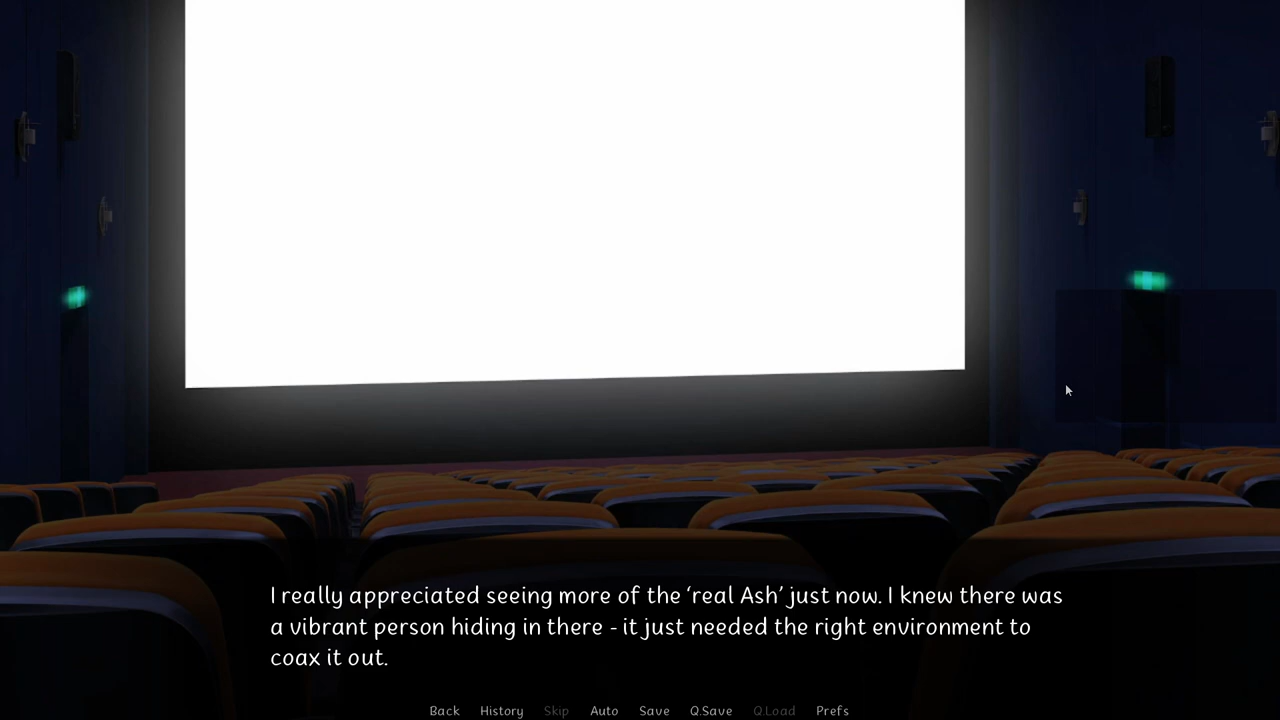 I really appreciated seeing more of the ‘real Ash’ just now. I knew there was
a vibrant person hiding in there - it just needed the right environment to
coax it out.
Back History Skip Auto Save Q.Save Q.Load Prefs